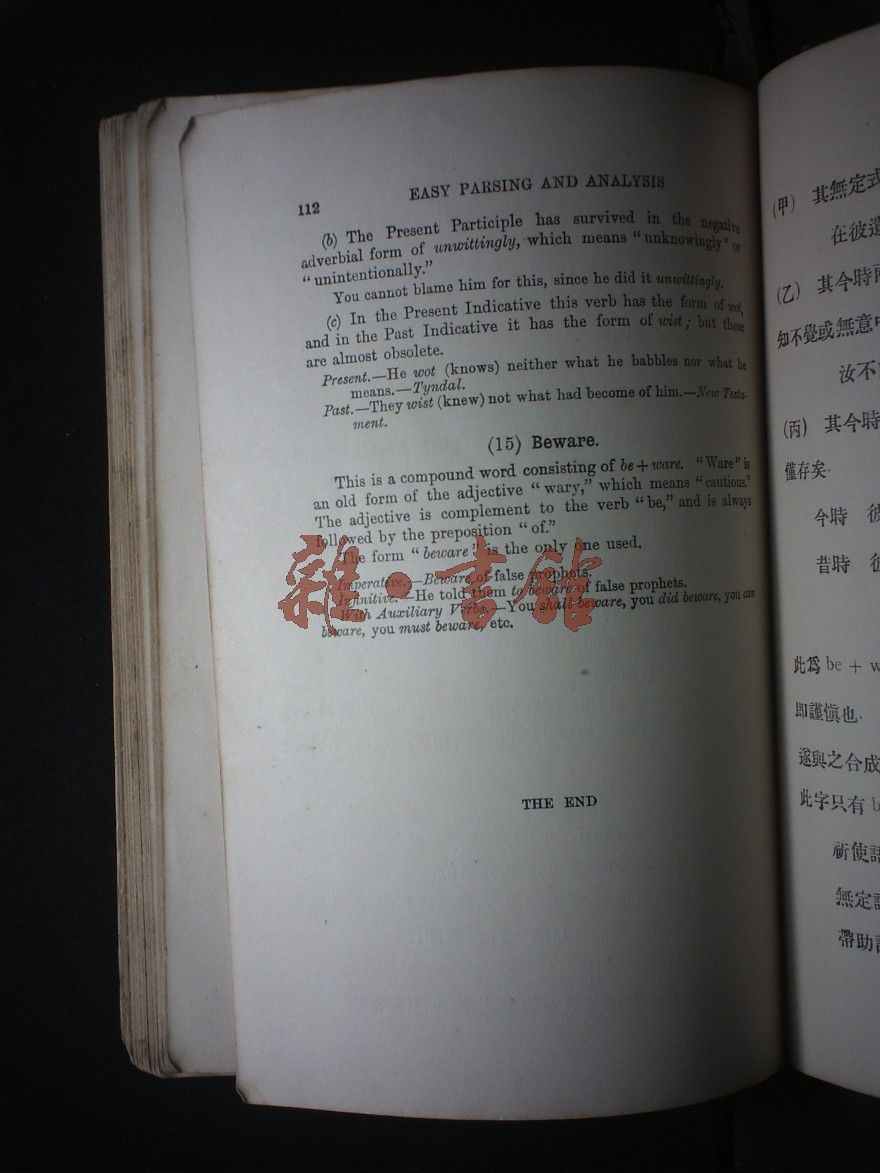 112
EASY PARSING AND ANALYSIS
(b) The Present Participle has survived in the negative
adverbial form of unwittingly, which means "unknowingly" or
"unintentionally."
You cannot blame him for this, since he did it unwittingly.
(c) In the Present Indicative this verb has the form of wot,
and in the Past Indicative it has the form of wist; but these
are almost obsolete.
Present.—He wot (knows) neither what he babbles nor what he
means.—Tyndal.
Past.—They wist (knew) not what had become of him.—New Testa-
ment.
(15) Beware.
This is a compound word consisting of be + ware. "Ware" is
an old form of the adjective "wary," which means "cautious."
The adjective is complement to the verb "be," and is always
followed by the preposition "of."
The form "beware" is the only one used.
Imperative.—Beware of false prophets.
Infinitive.—He told them to beware of false prophets.
With Auxiliary Verbs.—You shall beware, you did beware, you can
beware, you must beware, etc.
THE END
雜·書館
(甲) 其無定式
在彼
(乙) 其今時
知不覺或無意中
汝不
(丙) 其今時
僅存矣.
今時
昔時
此爲 be + w
即謹愼也.
遂與之合成
此字只有 b
祈使語
無定
帶助